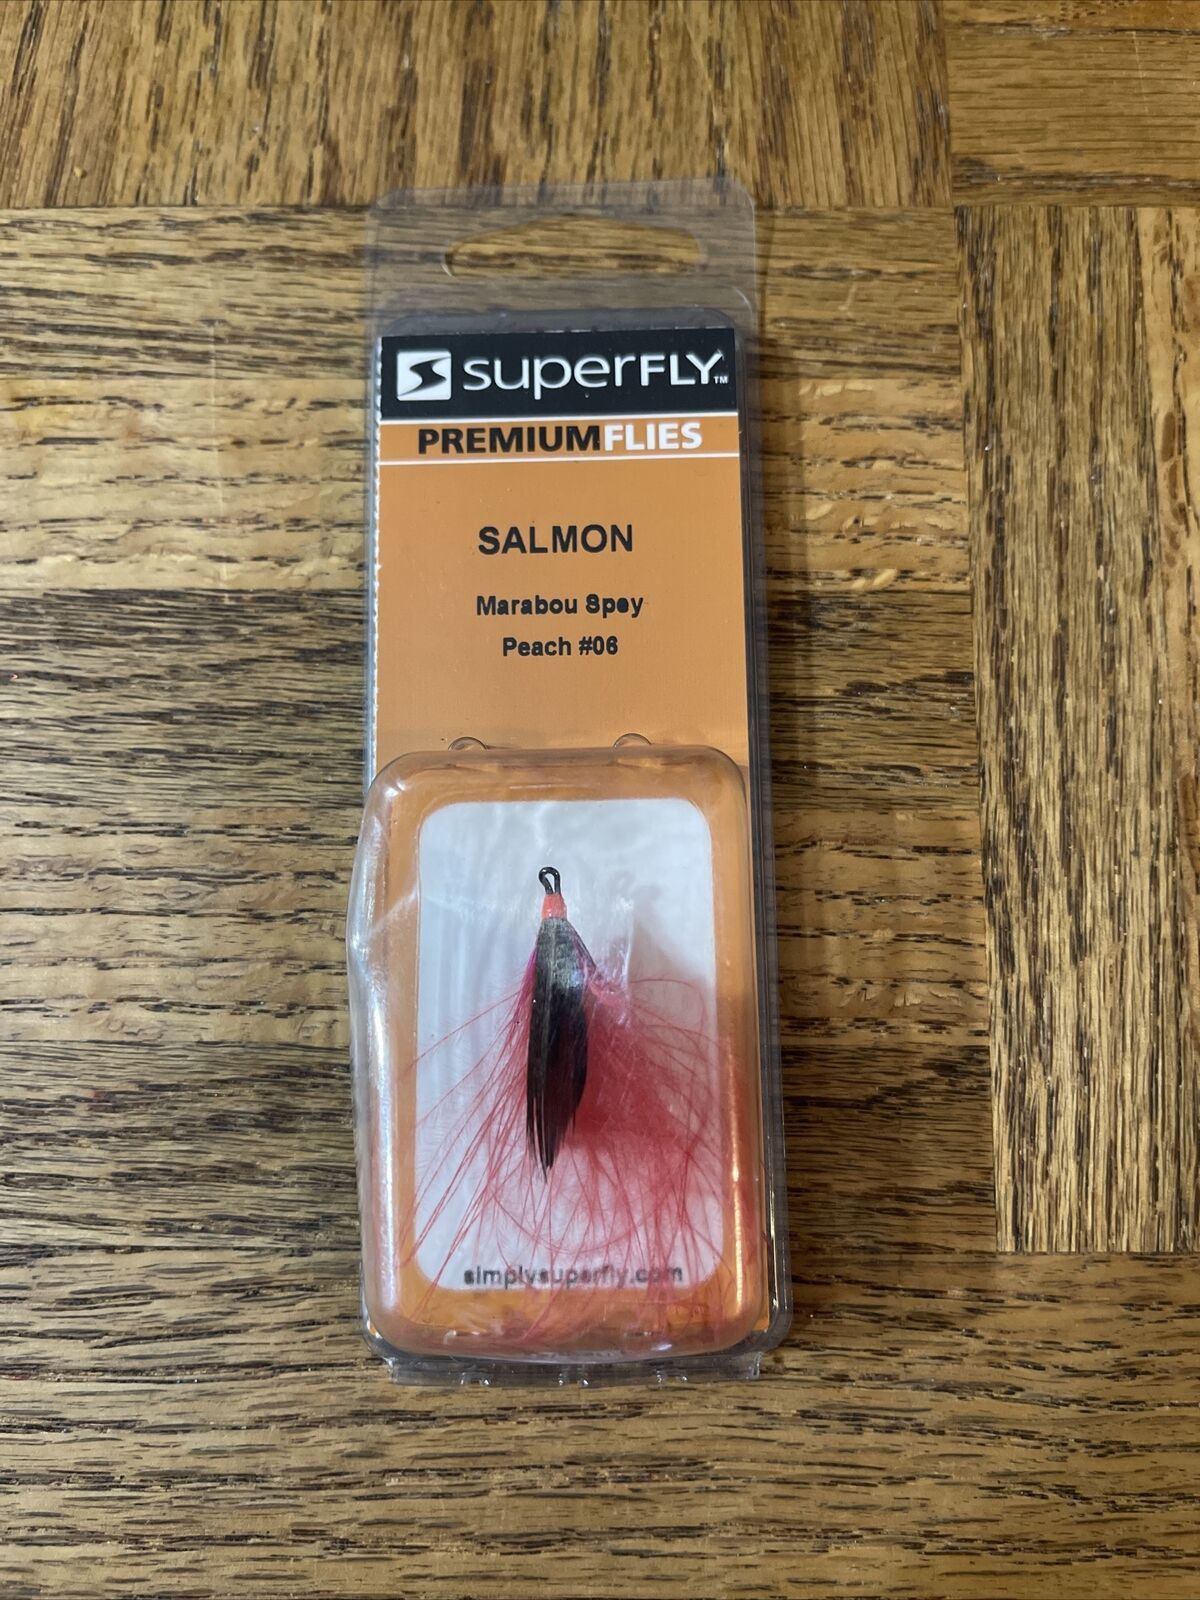 superFLY™
PREMIUMFLIES
SALMON
Marabou Spey
Peach #06
simplysuperfly.com